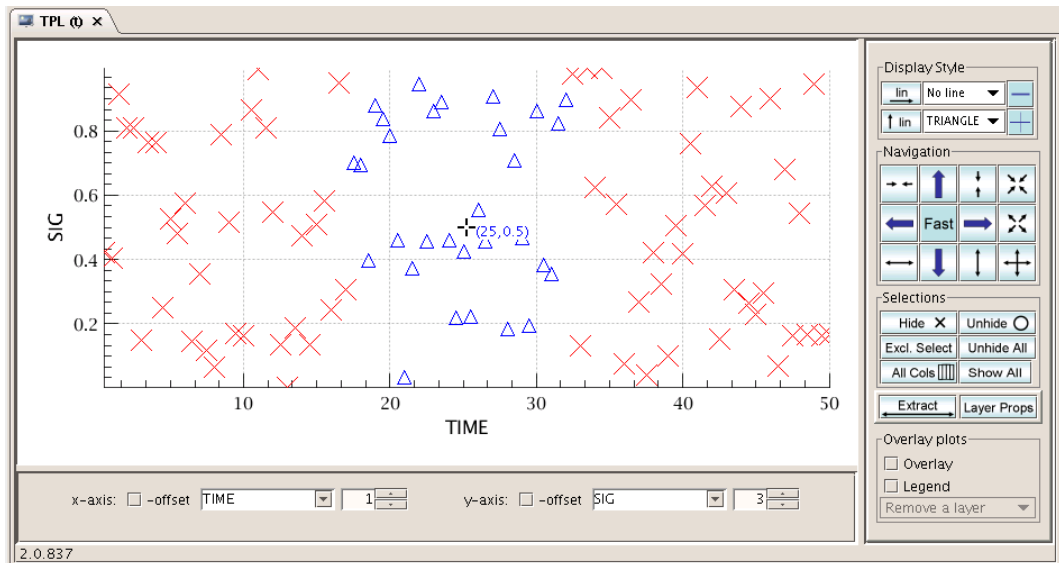 TPL (t) X
0.8
0.6
0.4
0.2
SIG
(25,0.5)
10 20 30 40 50
TIME
x-axis: -offset TIME 1 y-axis: -offset SIG 3
2.0.837
Display Style
lin No line
lin TRIANGLE
Navigation
Fast
Selections
Hide X Unhide O
Excl. Select Unhide All
All Cols Show All
Extract Layer Props
Overlay plots
Overlay
Legend
Remove a layer